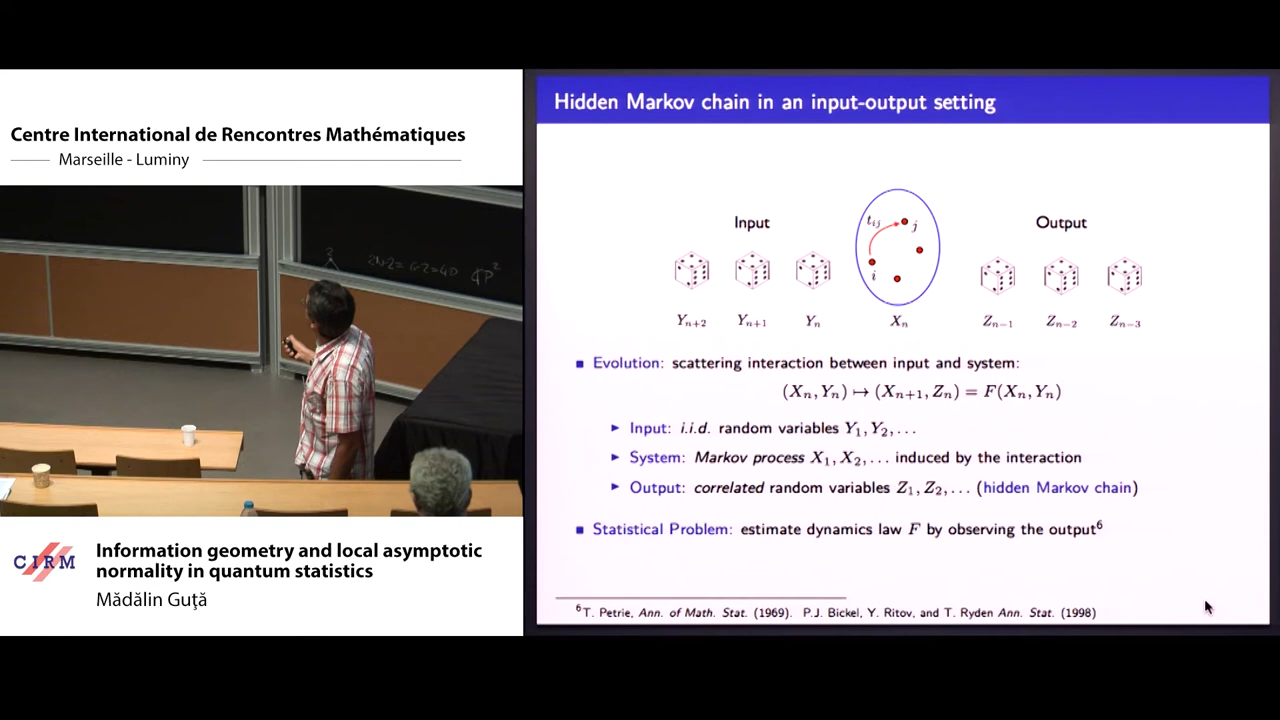 Centre International de Rencontres Mathématiques
Marseille - Luminy
CIRM
Information geometry and local asymptotic
normality in quantum statistics
Mădălin Guţă
Hidden Markov chain in an input-output setting
Input
Output
t_{ij}
j
i
Y_{n+2} Y_{n+1} Y_n X_n Z_{n−1} Z_{n−2} Z_{n−3}
Evolution: scattering interaction between input and system:
(X_n, Y_n) ↦ (X_{n+1}, Z_n) = F(X_n, Y_n)
Input: i.i.d. random variables Y_1, Y_2, . . .
System: Markov process X_1, X_2, . . . induced by the interaction
Output: correlated random variables Z_1, Z_2, . . . (hidden Markov chain)
Statistical Problem: estimate dynamics law F by observing the output⁶
⁶T. Petrie, Ann. of Math. Stat. (1969). P.J. Bickel, Y. Ritov, and T. Ryden Ann. Stat. (1998)